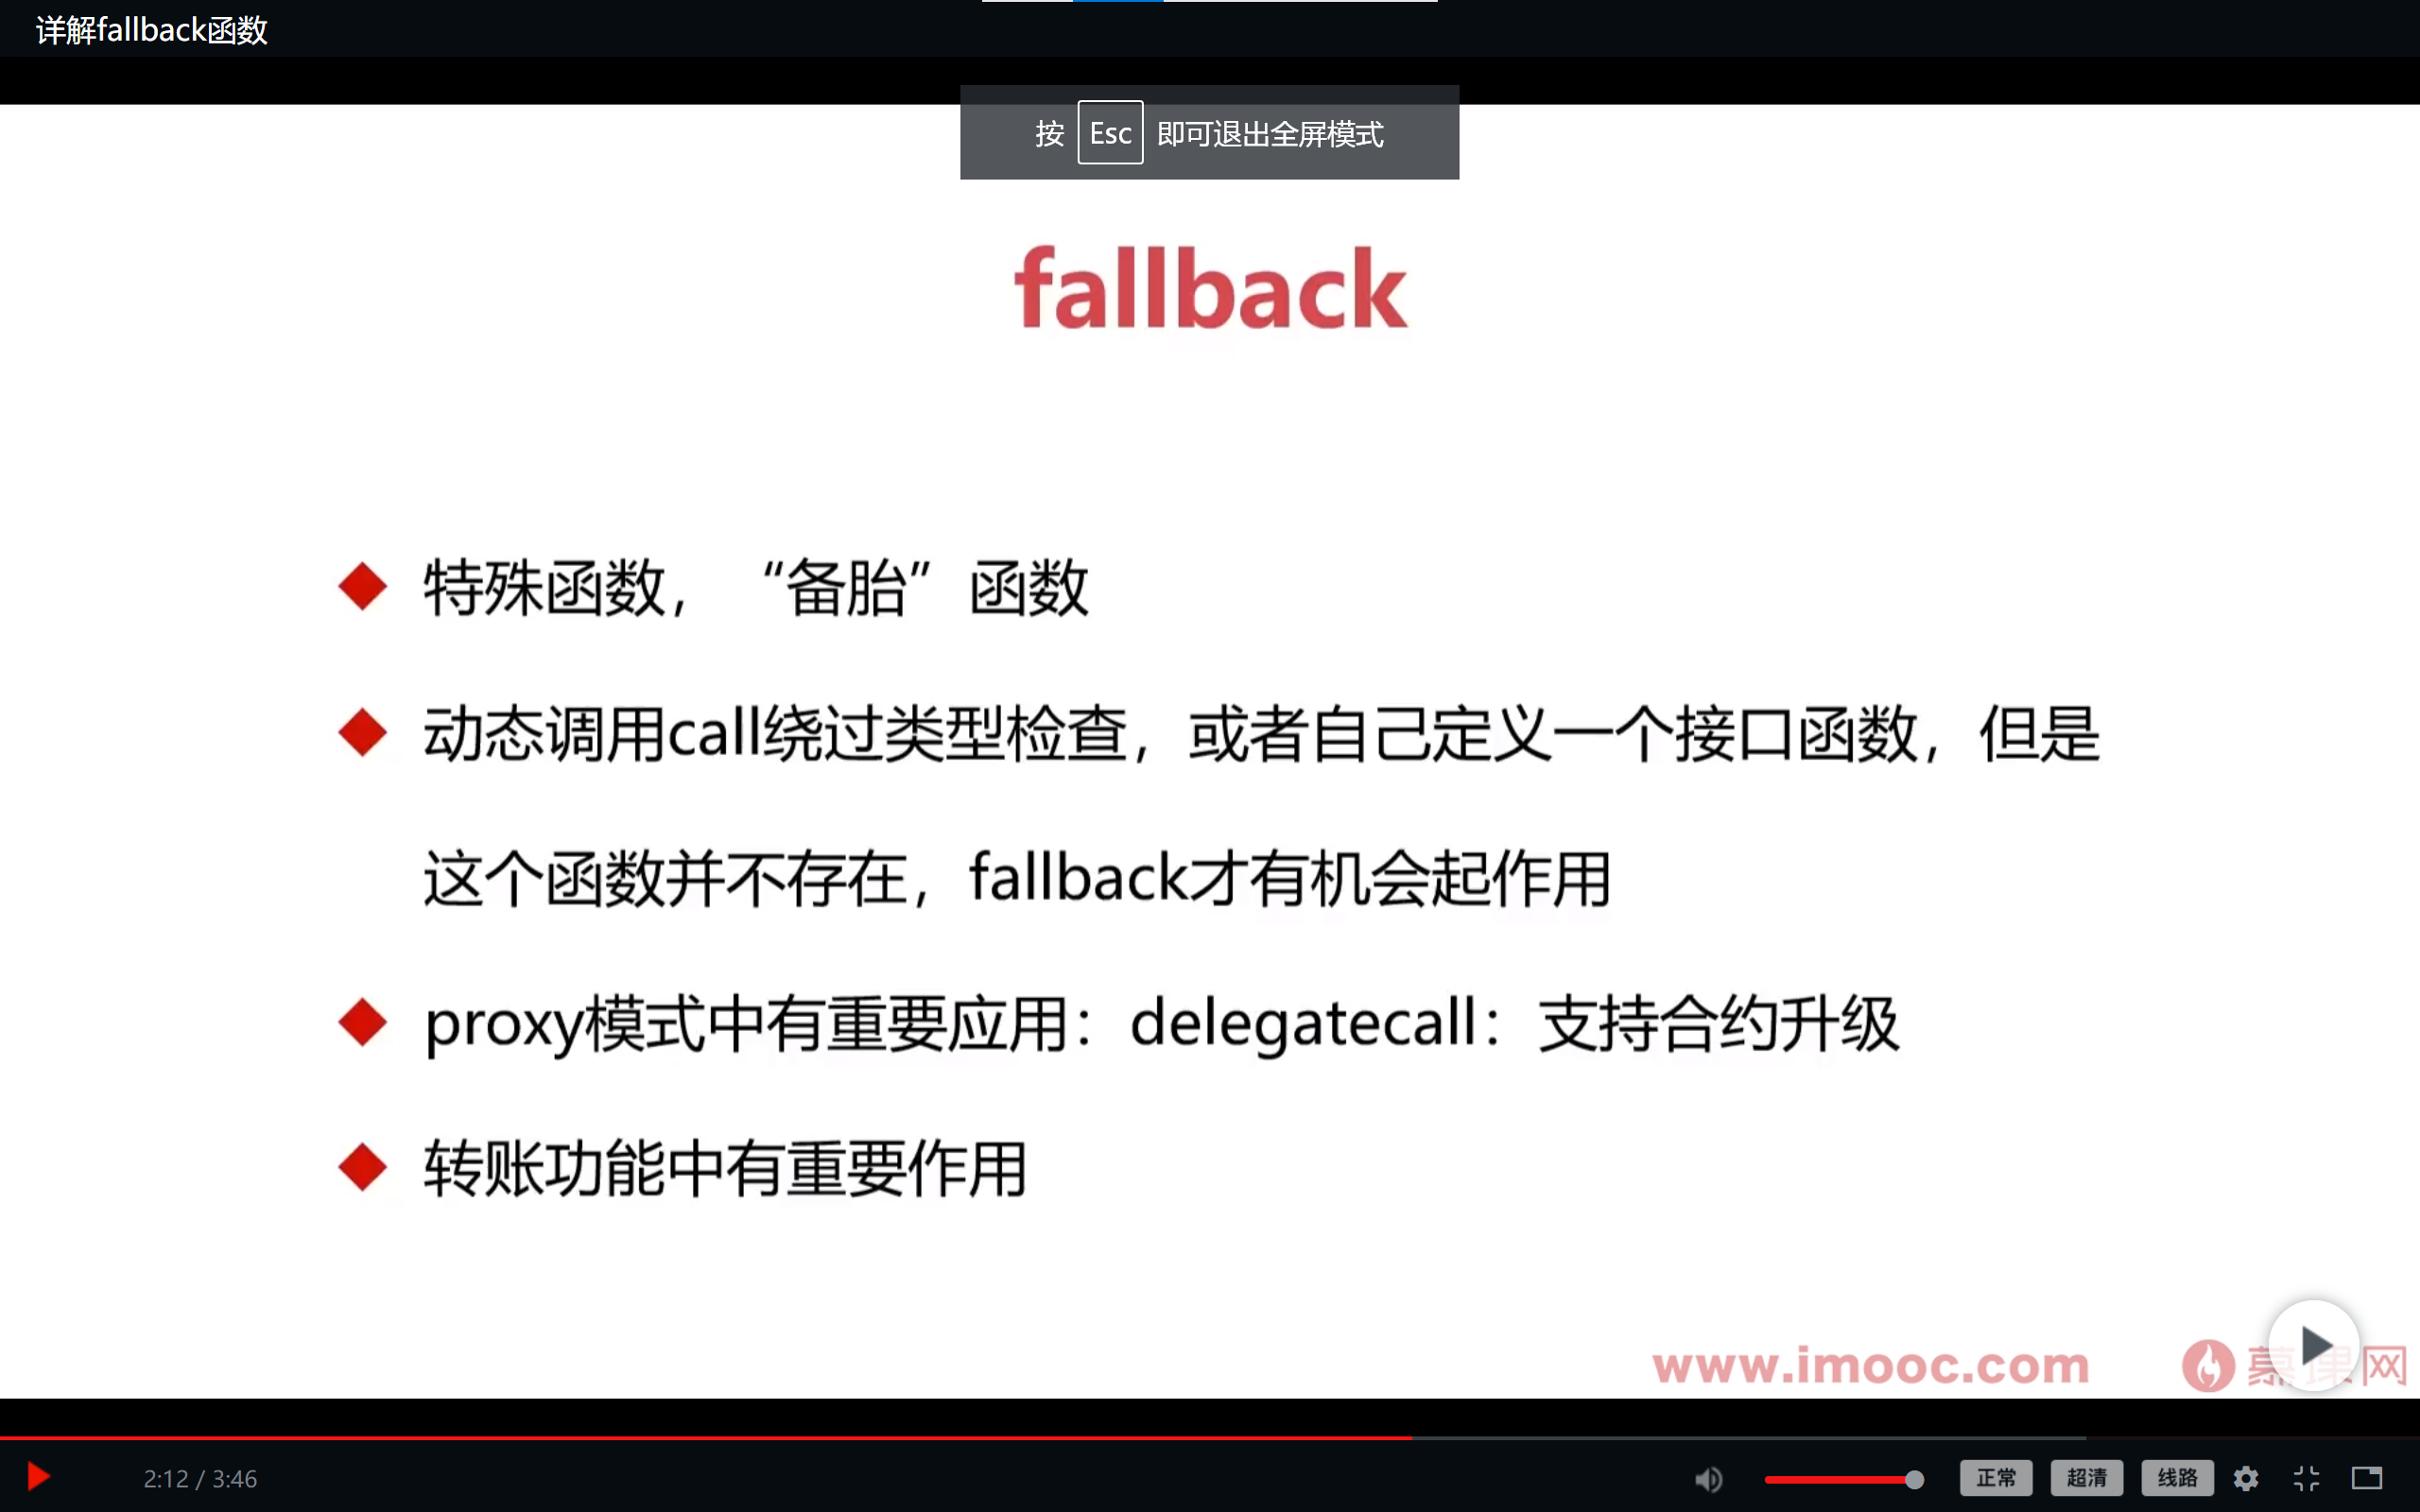 详解fallback函数
按 Esc 即可退出全屏模式
fallback
特殊函数，“备胎”函数
动态调用call绕过类型检查，或者自己定义一个接口函数，但是
这个函数并不存在，fallback才有机会起作用
proxy模式中有重要应用：delegatecall：支持合约升级
转账功能中有重要作用
www.imooc.com 慕课网
2:12 / 3:46 正常 超清 线路